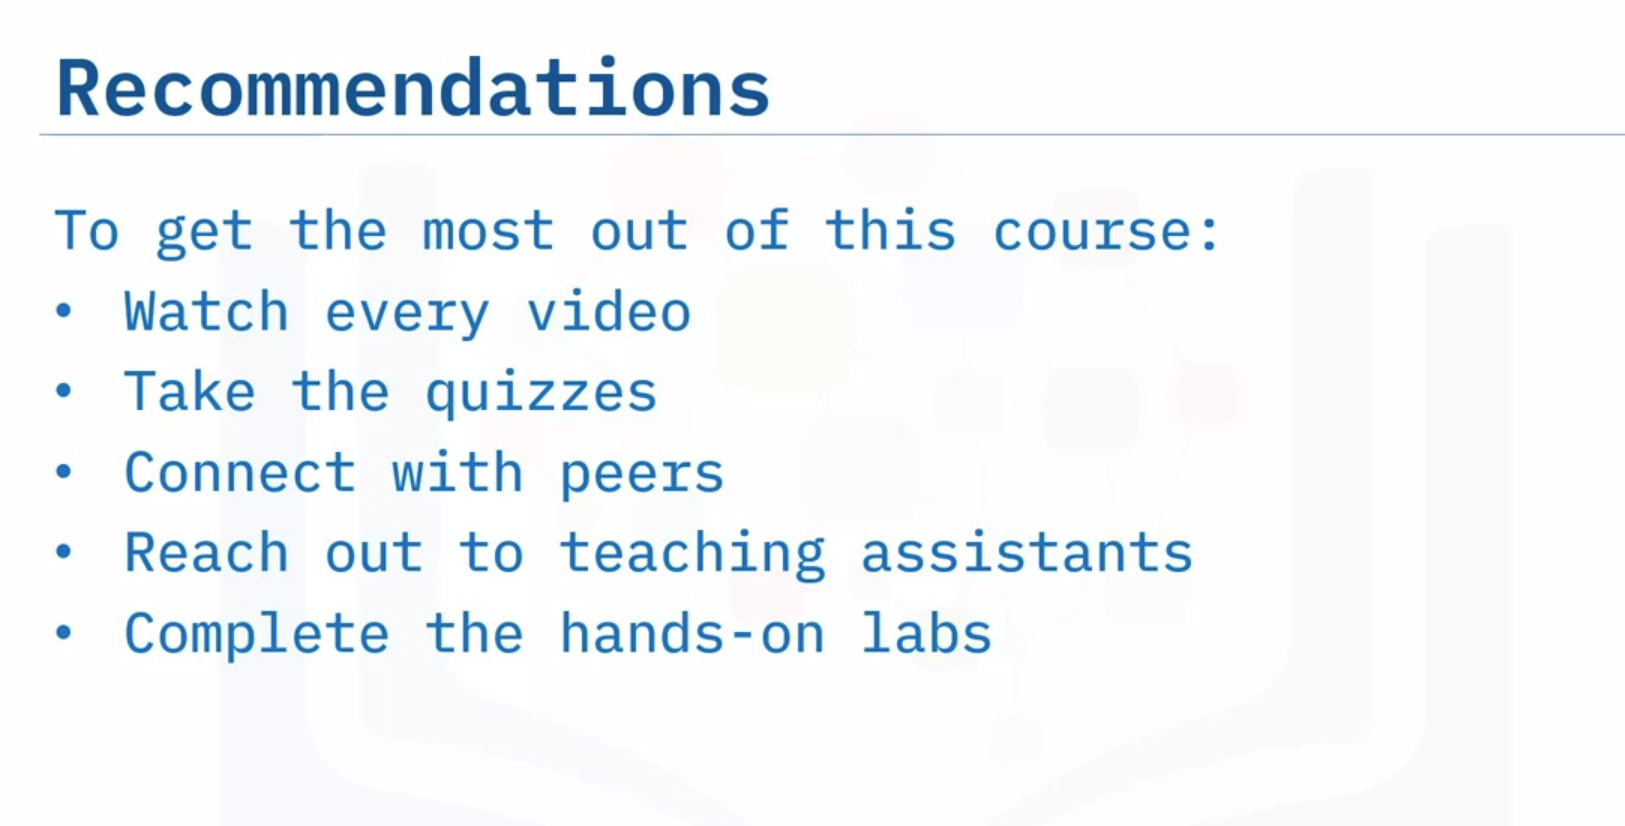 Recommendations
To get the most out of this course:
• Watch every video
• Take the quizzes
• Connect with peers
• Reach out to teaching assistants
• Complete the hands-on labs